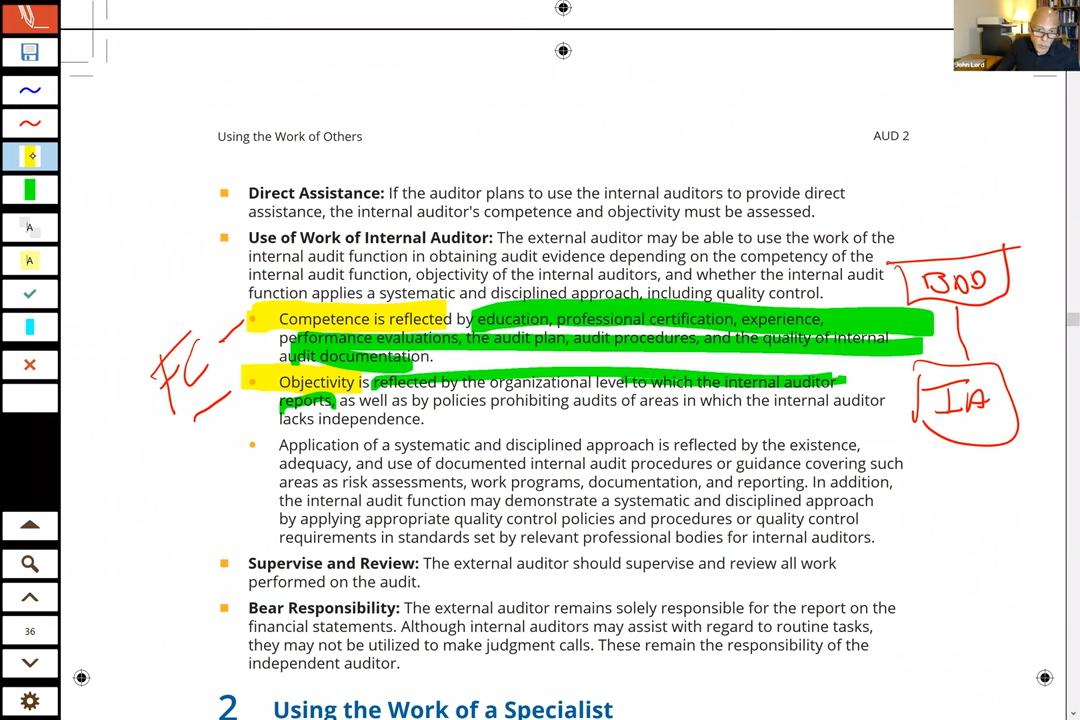 John Lord
Using the Work of Others
AUD 2
Direct Assistance: If the auditor plans to use the internal auditors to provide direct
assistance, the internal auditor's competence and objectivity must be assessed.
Use of Work of Internal Auditor: The external auditor may be able to use the work of the
internal audit function in obtaining audit evidence depending on the competency of the
internal audit function, objectivity of the internal auditors, and whether the internal audit
function applies a systematic and disciplined approach, including quality control.
BOD
Competence is reflected by education, professional certification, experience,
performance evaluations, the audit plan, audit procedures, and the quality of internal
audit documentation.
Objectivity is reflected by the organizational level to which the internal auditor
reports, as well as by policies prohibiting audits of areas in which the internal auditor
lacks independence.
IA
Application of a systematic and disciplined approach is reflected by the existence,
adequacy, and use of documented internal audit procedures or guidance covering such
areas as risk assessments, work programs, documentation, and reporting. In addition,
the internal audit function may demonstrate a systematic and disciplined approach
by applying appropriate quality control policies and procedures or quality control
requirements in standards set by relevant professional bodies for internal auditors.
Supervise and Review: The external auditor should supervise and review all work
performed on the audit.
Bear Responsibility: The external auditor remains solely responsible for the report on the
financial statements. Although internal auditors may assist with regard to routine tasks,
they may not be utilized to make judgment calls. These remain the responsibility of the
independent auditor.
2 Using the Work of a Specialist
A
A
36